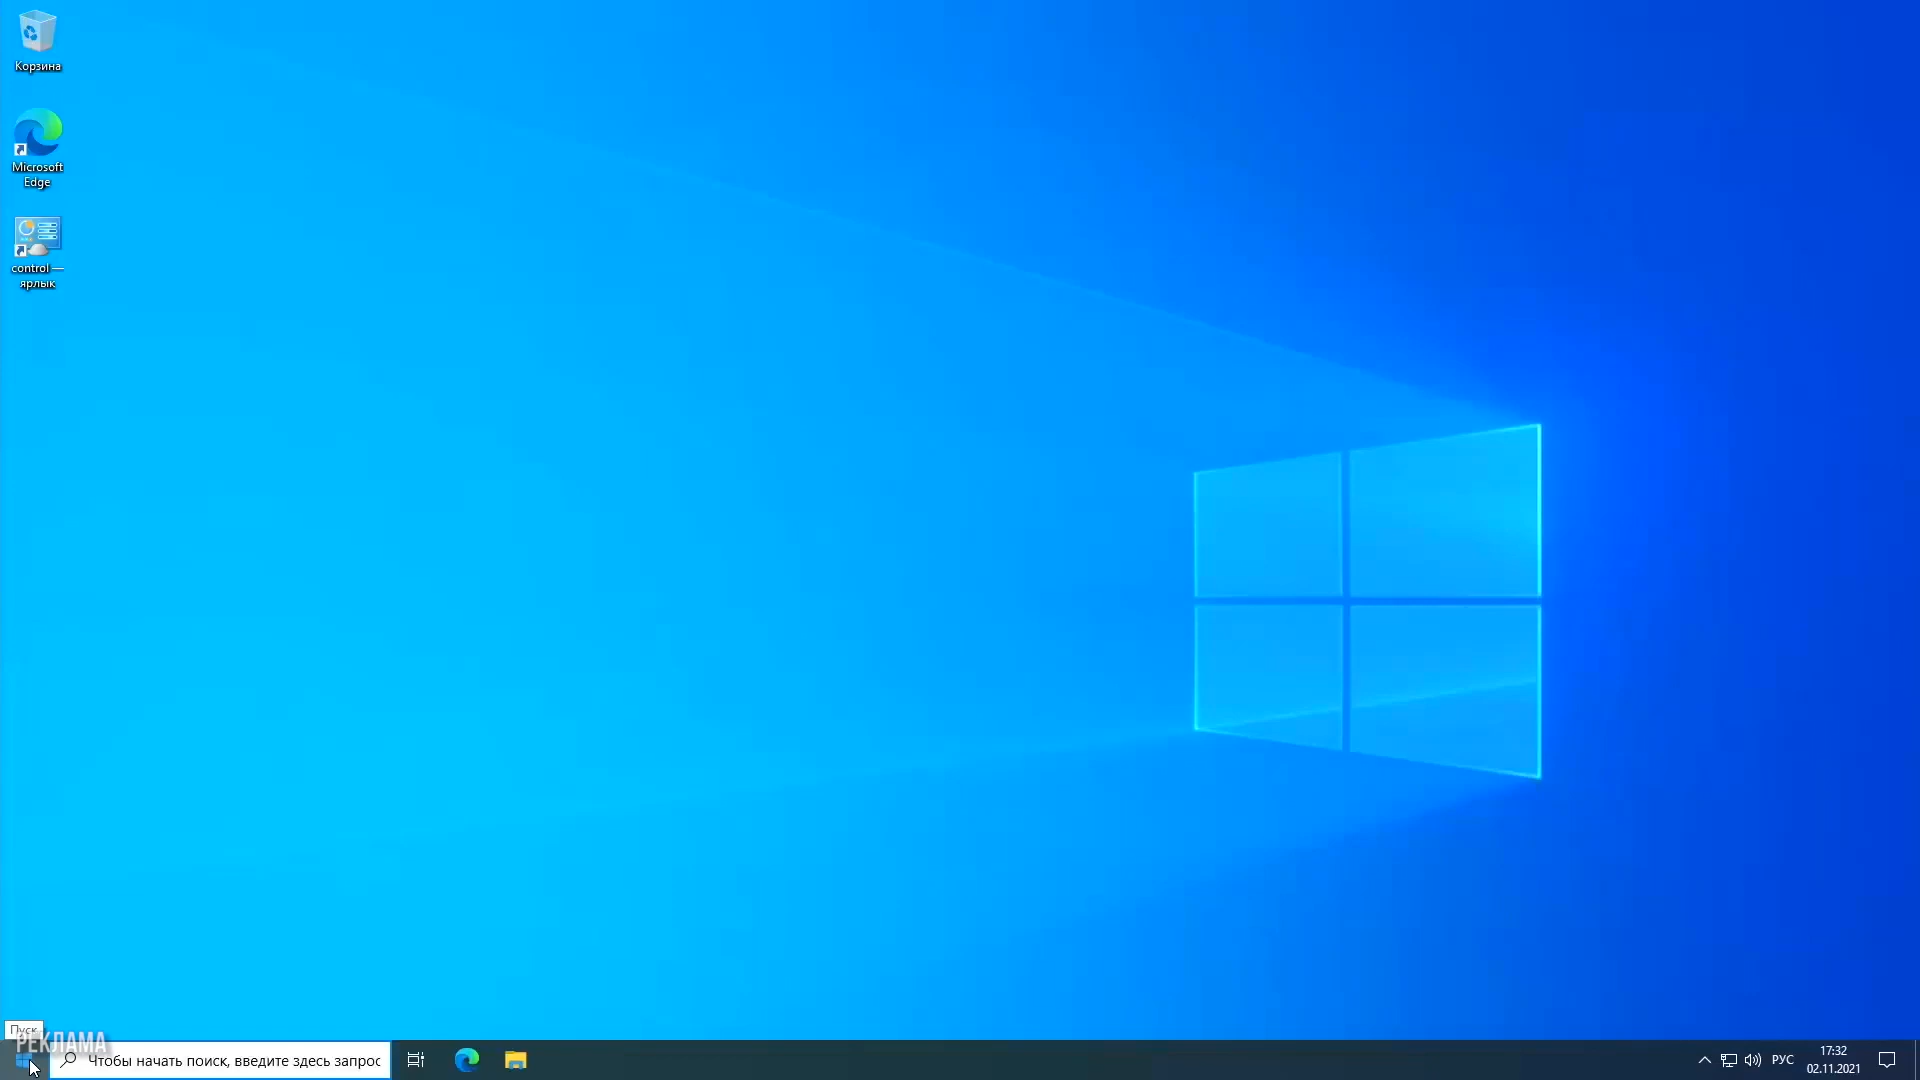 Корзина
Microsoft
Edge
control —
ярлык
Пуск
РЕКЛАМА
Чтобы начать поиск, введите здесь запрос
РУС
17:32
02.11.2021